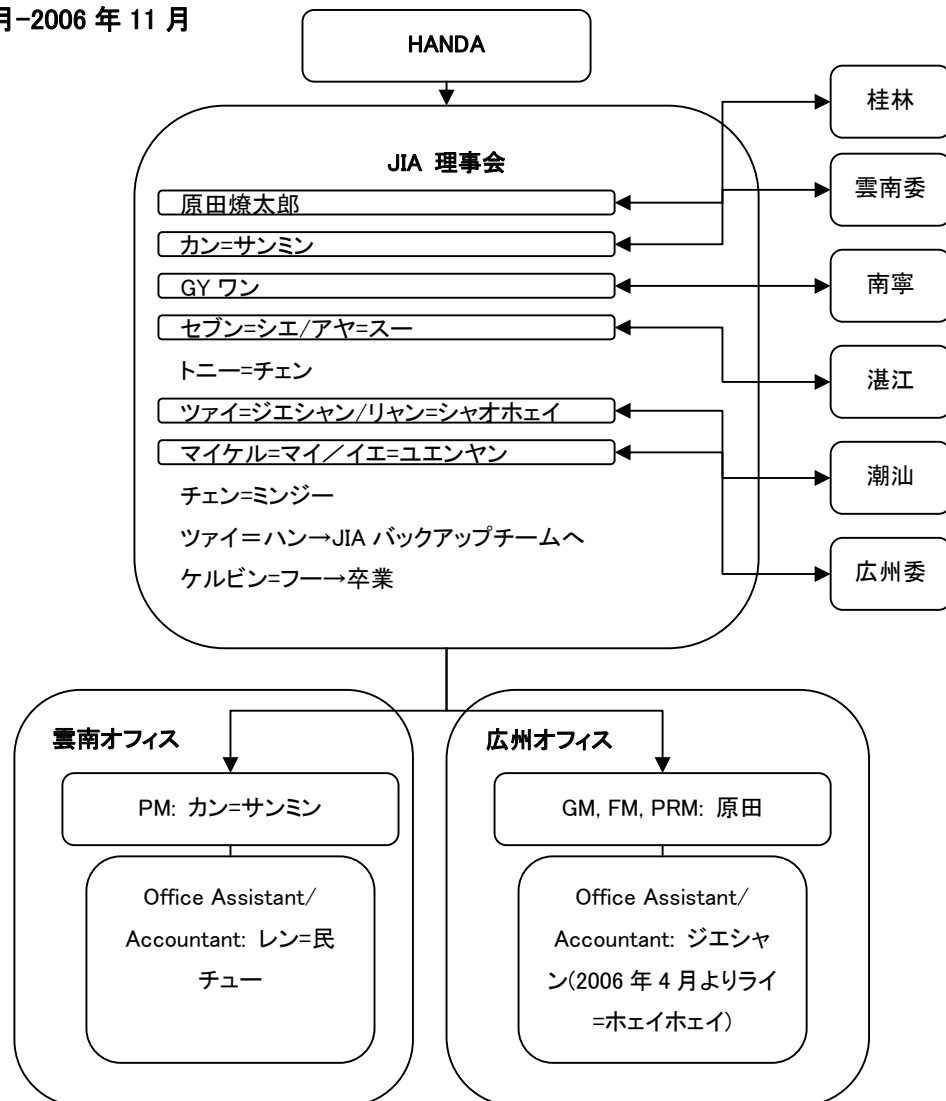 月-2006 年 11 月
HANDA
JIA 理事会
原田燎太郎
カン=サンミン
GY ワン
セブン=シエ/アヤ=スー
トニー=チェン
ツァイ=ジエシャン/リャン=シャオホェイ
マイケル=マイ／イエ=ユエンヤン
チェン=ミンジー
ツァイ＝ハン→JIA バックアップチームへ
ケルビン=フー→卒業
桂林
雲南委
南寧
湛江
潮汕
広州委
雲南オフィス
PM: カン=サンミン
Office Assistant/
Accountant: レン=民
チュー
広州オフィス
GM, FM, PRM: 原田
Office Assistant/
Accountant: ジエシャ
ン(2006 年 4 月よりライ
=ホェイホェイ)